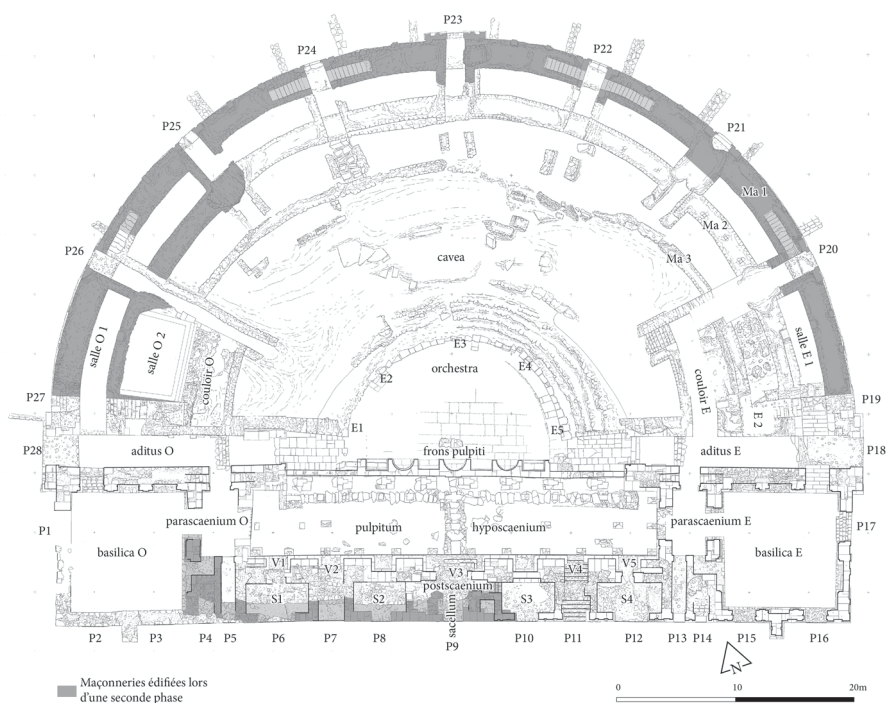 P23
P24
P22
P25
P21
Ma 1
Ma 2
P26
P20
Ma 3
cavea
salle O 1
salle O 2
couloir O
E3
E2
orchestra
E4
couloir E
E 2
salle E 1
P27
P19
E1
E5
P28
aditus O
frons pulpiti
aditus E
P18
P1
parascaenium O
parascaenium E
P17
basilica O
pulpitum
hyposcaenium
basilica E
V1
V2
V3
V4
V5
postscaenium
S1
S2
sacellum
S3
S4
P2
P3
P4
P5
P6
P7
P8
P9
P10
P11
P12
P13
P14
P15
P16
N
Maçonneries édifiées lors
d'une seconde phase
0
10
20m